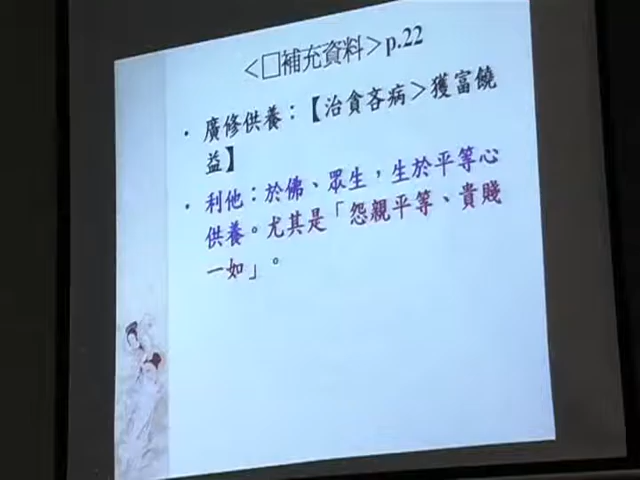 <□補充資料>p.22
• 廣修供養：【治貪吝病>獲富饒
益】
• 利他：於佛、眾生，生於平等心
供養。尤其是「怨親平等、貴賤
一如」。